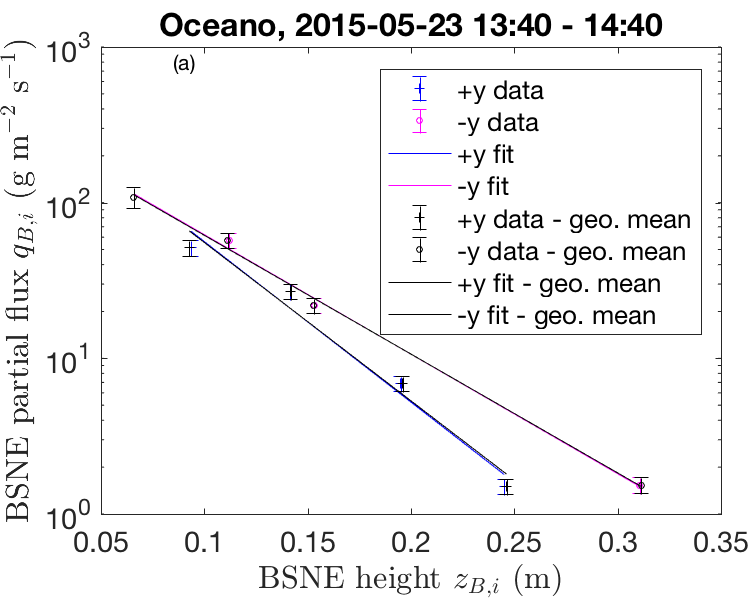 Oceano, 2015-05-23 13:40 - 14:40
(a)
+y data
-y data
+y fit
-y fit
+y data - geo. mean
-y data - geo. mean
+y fit - geo. mean
-y fit - geo. mean
10³
10²
10¹
10⁰
BSNE partial flux q_{B,i} (g m⁻² s⁻¹)
0.05 0.1 0.15 0.2 0.25 0.3 0.35
BSNE height z_{B,i} (m)